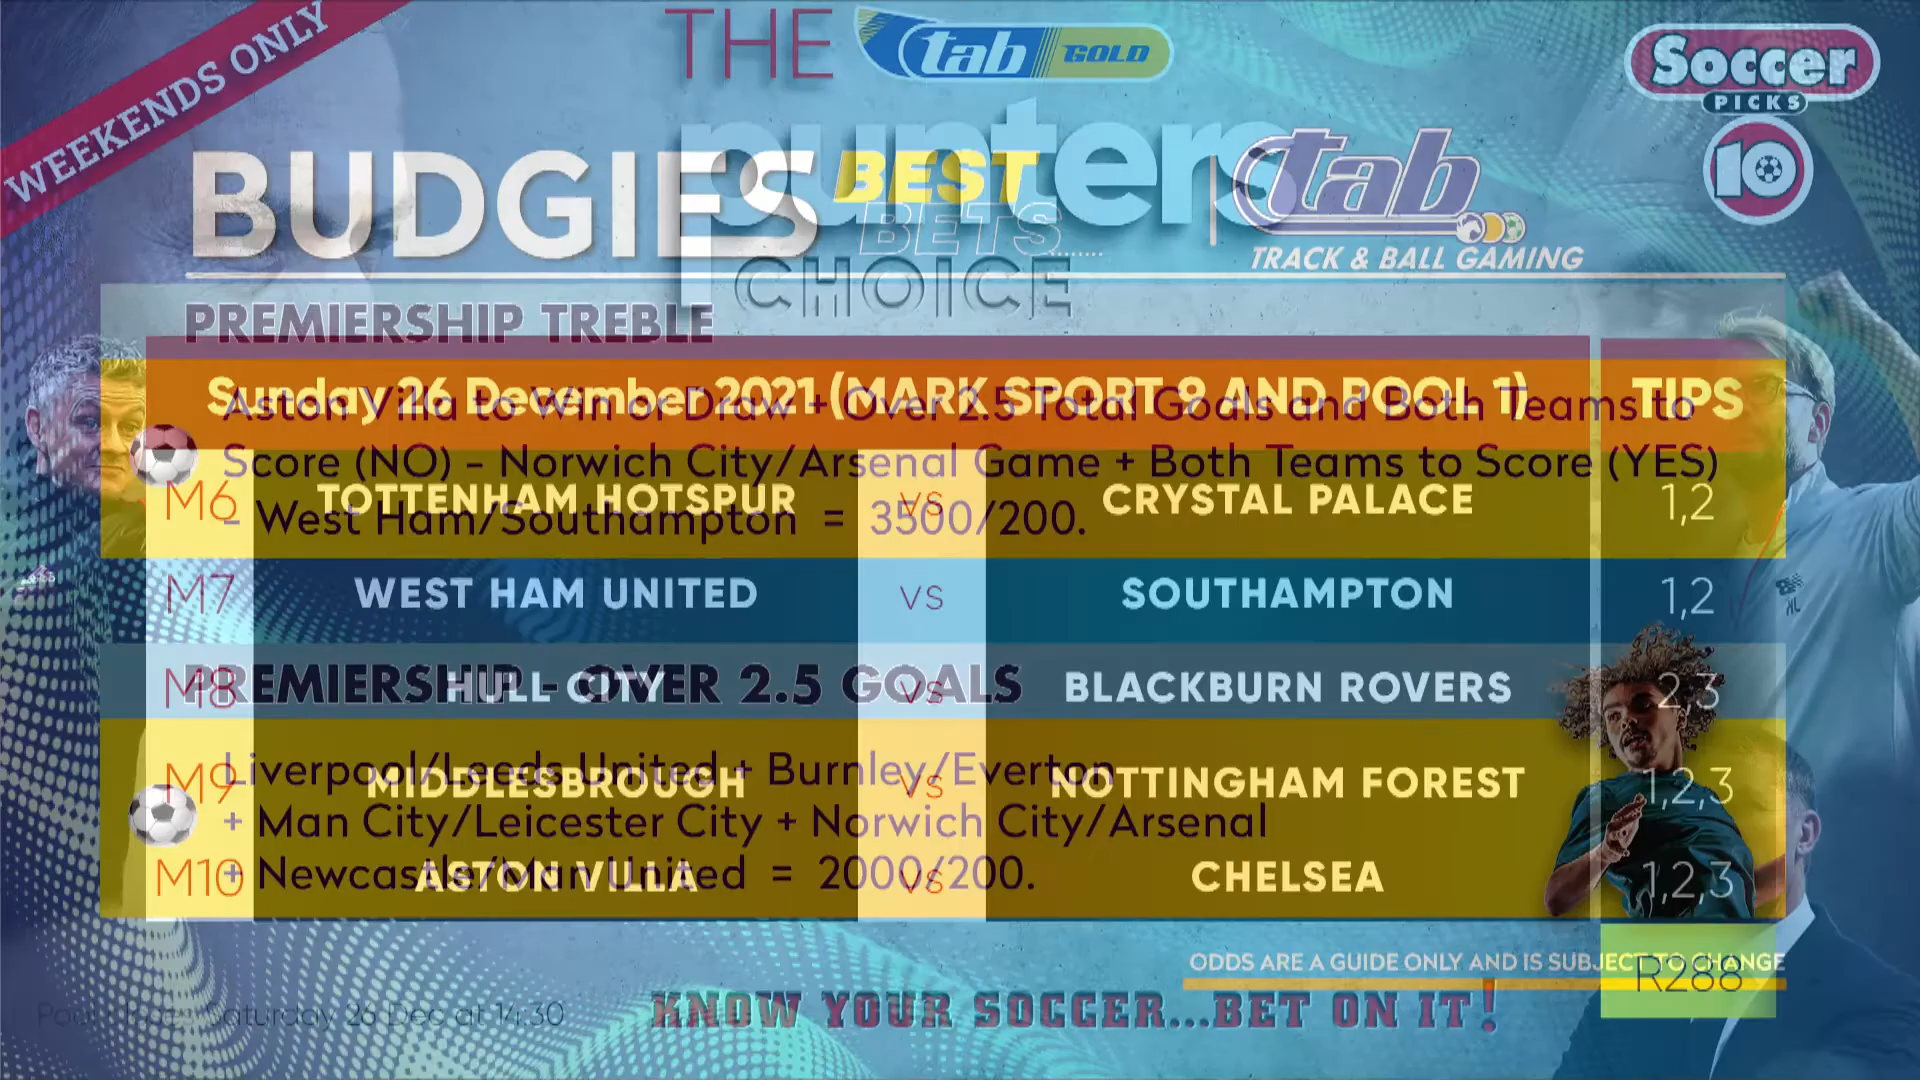 WEEKENDS ONLY
THE tab GOLD
Soccer
PICKS
10
punters
BUDGIES BEST
BETS
CHOICE
tab
TRACK & BALL GAMING
PREMIERSHIP TREBLE
Sunday 26 December 2021 (MARK SPORT 9 AND POOL 1) TIPS
Aston Villa to Win or Draw + Over 2.5 Total Goals and Both Teams to
Score (NO) - Norwich City/Arsenal Game + Both Teams to Score (YES)
- West Ham/Southampton = 3500/200.
M6 TOTTENHAM HOTSPUR VS CRYSTAL PALACE 1,2
M7 WEST HAM UNITED VS SOUTHAMPTON 1,2
PREMIERSHIP - OVER 2.5 GOALS
M8 HULL CITY VS BLACKBURN ROVERS 2,3
Liverpool/Leeds United + Burnley/Everton
M9 MIDDLESBROUGH VS NOTTINGHAM FOREST 1,2,3
+ Man City/Leicester City + Norwich City/Arsenal
+ Newcastle/Man United = 2000/200.
M10 ASTON VILLA VS CHELSEA 1,2,3
ODDS ARE A GUIDE ONLY AND IS SUBJECT TO CHANGE
R288
Saturday 26 Dec at 14:30
KNOW YOUR SOCCER...BET ON IT!